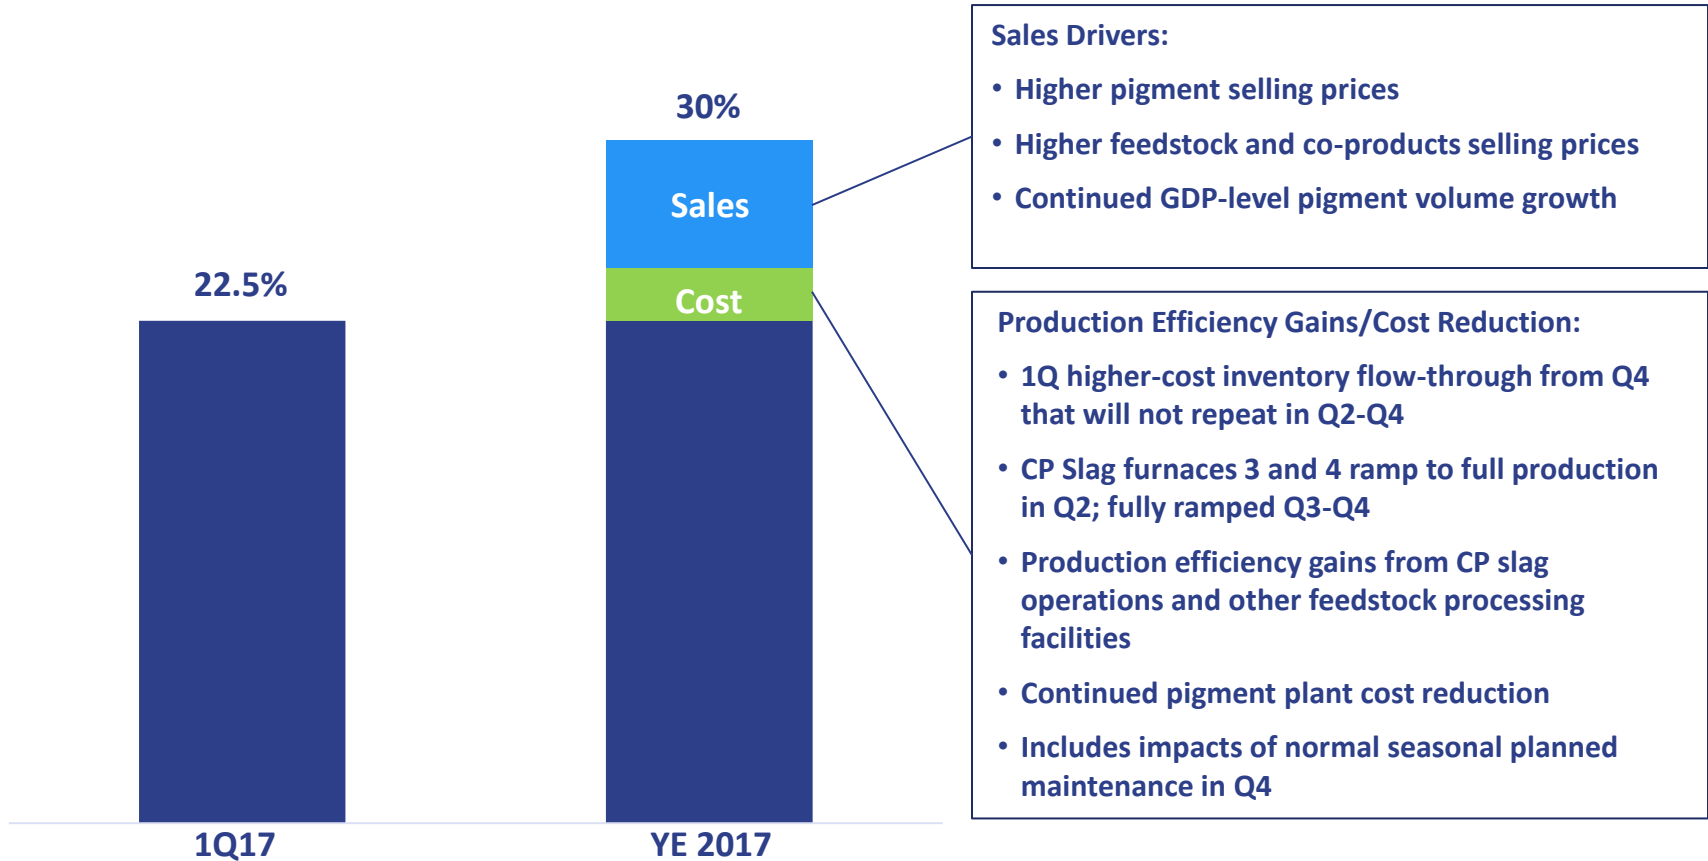 22.5%
1Q17
30%
Sales
Cost
YE 2017
Sales Drivers:
• Higher pigment selling prices
• Higher feedstock and co-products selling prices
• Continued GDP-level pigment volume growth
Production Efficiency Gains/Cost Reduction:
• 1Q higher-cost inventory flow-through from Q4
that will not repeat in Q2-Q4
• CP Slag furnaces 3 and 4 ramp to full production
in Q2; fully ramped Q3-Q4
• Production efficiency gains from CP slag
operations and other feedstock processing
facilities
• Continued pigment plant cost reduction
• Includes impacts of normal seasonal planned
maintenance in Q4